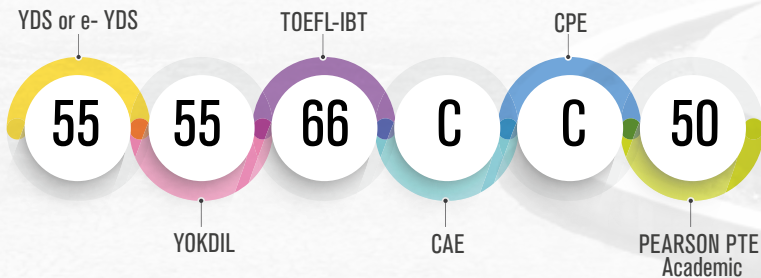 YDS or e- YDS
TOEFL-IBT
CPE
55
55
66
C
C
50
YOKDIL
CAE
PEARSON PTE
Academic